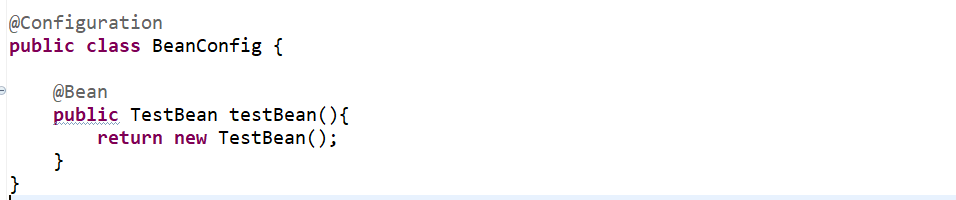 @Configuration
public class BeanConfig {
@Bean
public TestBean testBean(){
return new TestBean();
}
}